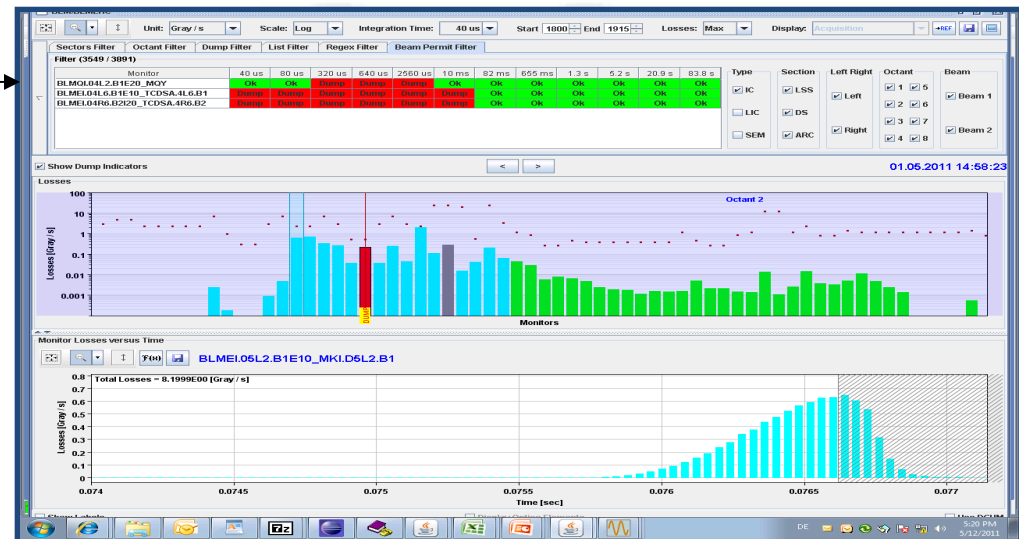 Unit: Gray / s Scale: Log Integration Time: 40 us Start 1800 End 1915 Losses: Max Display: Acquisition +REF
Sectors Filter Octant Filter Dump Filter List Filter Regex Filter Beam Permit Filter
Filter (3549 / 3891)
Monitor 40 us 80 us 320 us 640 us 2560 us 10 ms 82 ms 655 ms 1.3 s 5.2 s 20.9 s 83.8 s
BLMQI.04L2.B1E20_MQY Ok Ok Dump Dump Dump Ok Ok Ok Ok Ok Ok Ok
BLMEI.04L6.B1E10_TCDSA.4L6.B1 Dump Dump Dump Dump Dump Dump Ok Ok Ok Ok Ok Ok
BLMEI.04R6.B2I20_TCDSA.4R6.B2 Dump Dump Dump Dump Dump Dump Ok Ok Ok Ok Ok Ok
Type Section Left Right Octant Beam
IC LSS Left 1 5 Beam 1
LIC DS 2 6
SEM ARC Right 3 7 Beam 2
4 8
Show Dump Indicators < > 01.05.2011 14:58:23
Losses
Octant 2
Losses [Gray / s]
100
10
1
0.1
0.01
0.001
DUMP
Monitors
Monitor Losses versus Time
F(x) BLMEI.05L2.B1E10_MKI.D5L2.B1
Total Losses = 8.1999E00 [Gray / s]
Losses [Gray / s]
0.8
0.7
0.6
0.5
0.4
0.3
0.2
0.1
0
0.074 0.0745 0.075 0.0755 0.076 0.0765 0.077
Time [sec]
Show Labels Display Optics Elements Use DCUM
7z DE 5:20 PM
5/12/2011